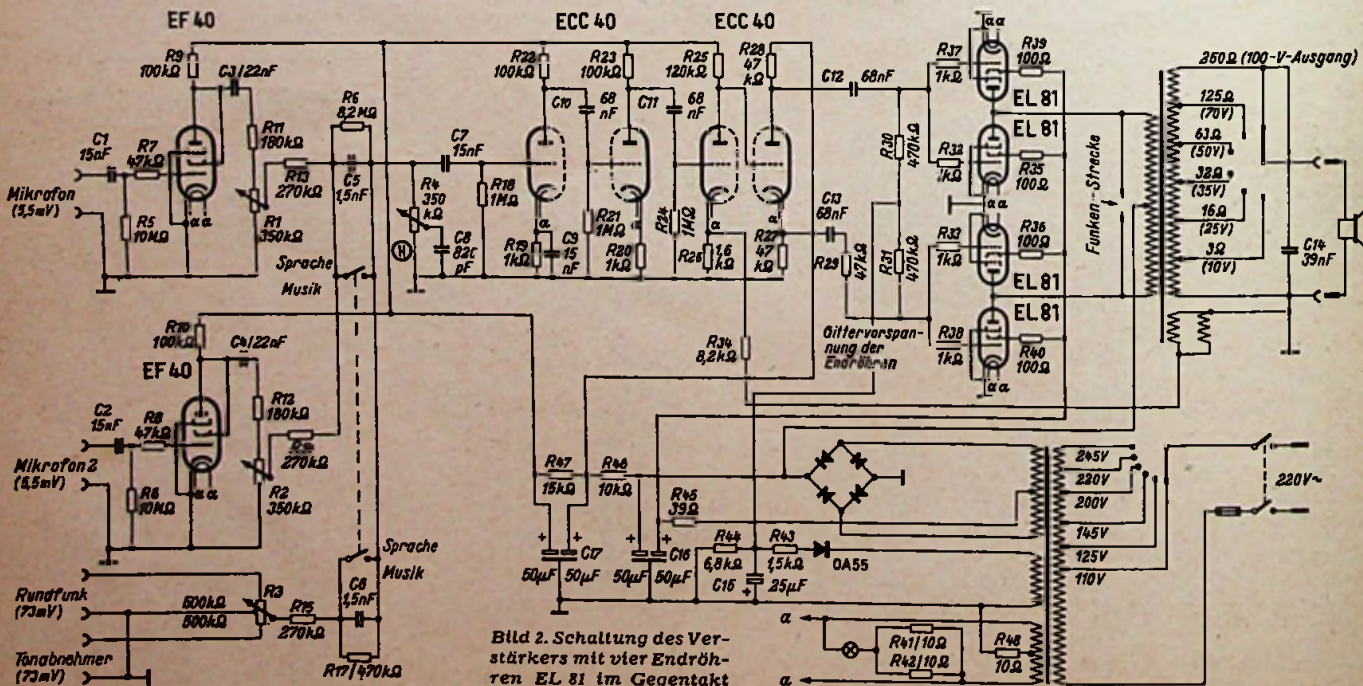 EF 40
ECC 40
ECC 40
R9
100kΩ
C3/22nF
R11
180kΩ
R6
8,2MΩ
C5
1,5nF
R13
270kΩ
C1
15nF
R7
47kΩ
Mikrofon
(5,5mV)
R5
10MΩ
R1
350kΩ
a a
Sprache
Musik
C7
15nF
R4
350
kΩ
C8
pF
H
R18
1MΩ
R22
100kΩ
C10
68
nF
R23
100kΩ
C11
68
nF
R25
120kΩ
R28
47
kΩ
R19
1kΩ
C9
15
nF
R21
1MΩ
R20
1kΩ
R24
1MΩ
R26
1,6
kΩ
R27
47
kΩ
a
a
C12
68nF
C13
68nF
R29
47kΩ
R30
470kΩ
R31
470kΩ
R37
1kΩ
R32
1kΩ
1kΩ
R38
1kΩ
a a
a a
a a
R39
100Ω
EL 81
EL 81
R35
100Ω
R36
100Ω
EL 81
EL 81
R40
100Ω
Funken-Strecke
250Ω (100-V-Ausgang)
125Ω
(70V)
63Ω
(50V)
32Ω
(35V)
16Ω
(25V)
3Ω
(10V)
C14
39nF
Gittervorspan-
nung der
Endröhren
R34
8,2kΩ
R10
100kΩ
C4/22nF
EF 40
R12
180kΩ
C2
15nF
R8
47kΩ
270kΩ
Mikrofon 2
(5,5mV)
R6
10MΩ
R2
350kΩ
a a
Sprache
Musik
C6
1,5nF
R3
500kΩ
500kΩ
R15
270kΩ
R17/470kΩ
Rundfunk
(73mV)
Tonabnehmer
(73mV)
R47
15kΩ
R46
10kΩ
R45
39Ω
+
+
C17
50µF
50µF
+
+
C16
50µF
50µF
R44
6,8kΩ
R43
1,5kΩ
OA55
C15
+
25µF
245V
220V
200V
145V
125V
110V
220V~
a
a
R41/10Ω
R42/10Ω
R48
10Ω
Bild 2. Schaltung des Ver-
stärkers mit vier Endröh-
ren EL 81 im Gegentakt